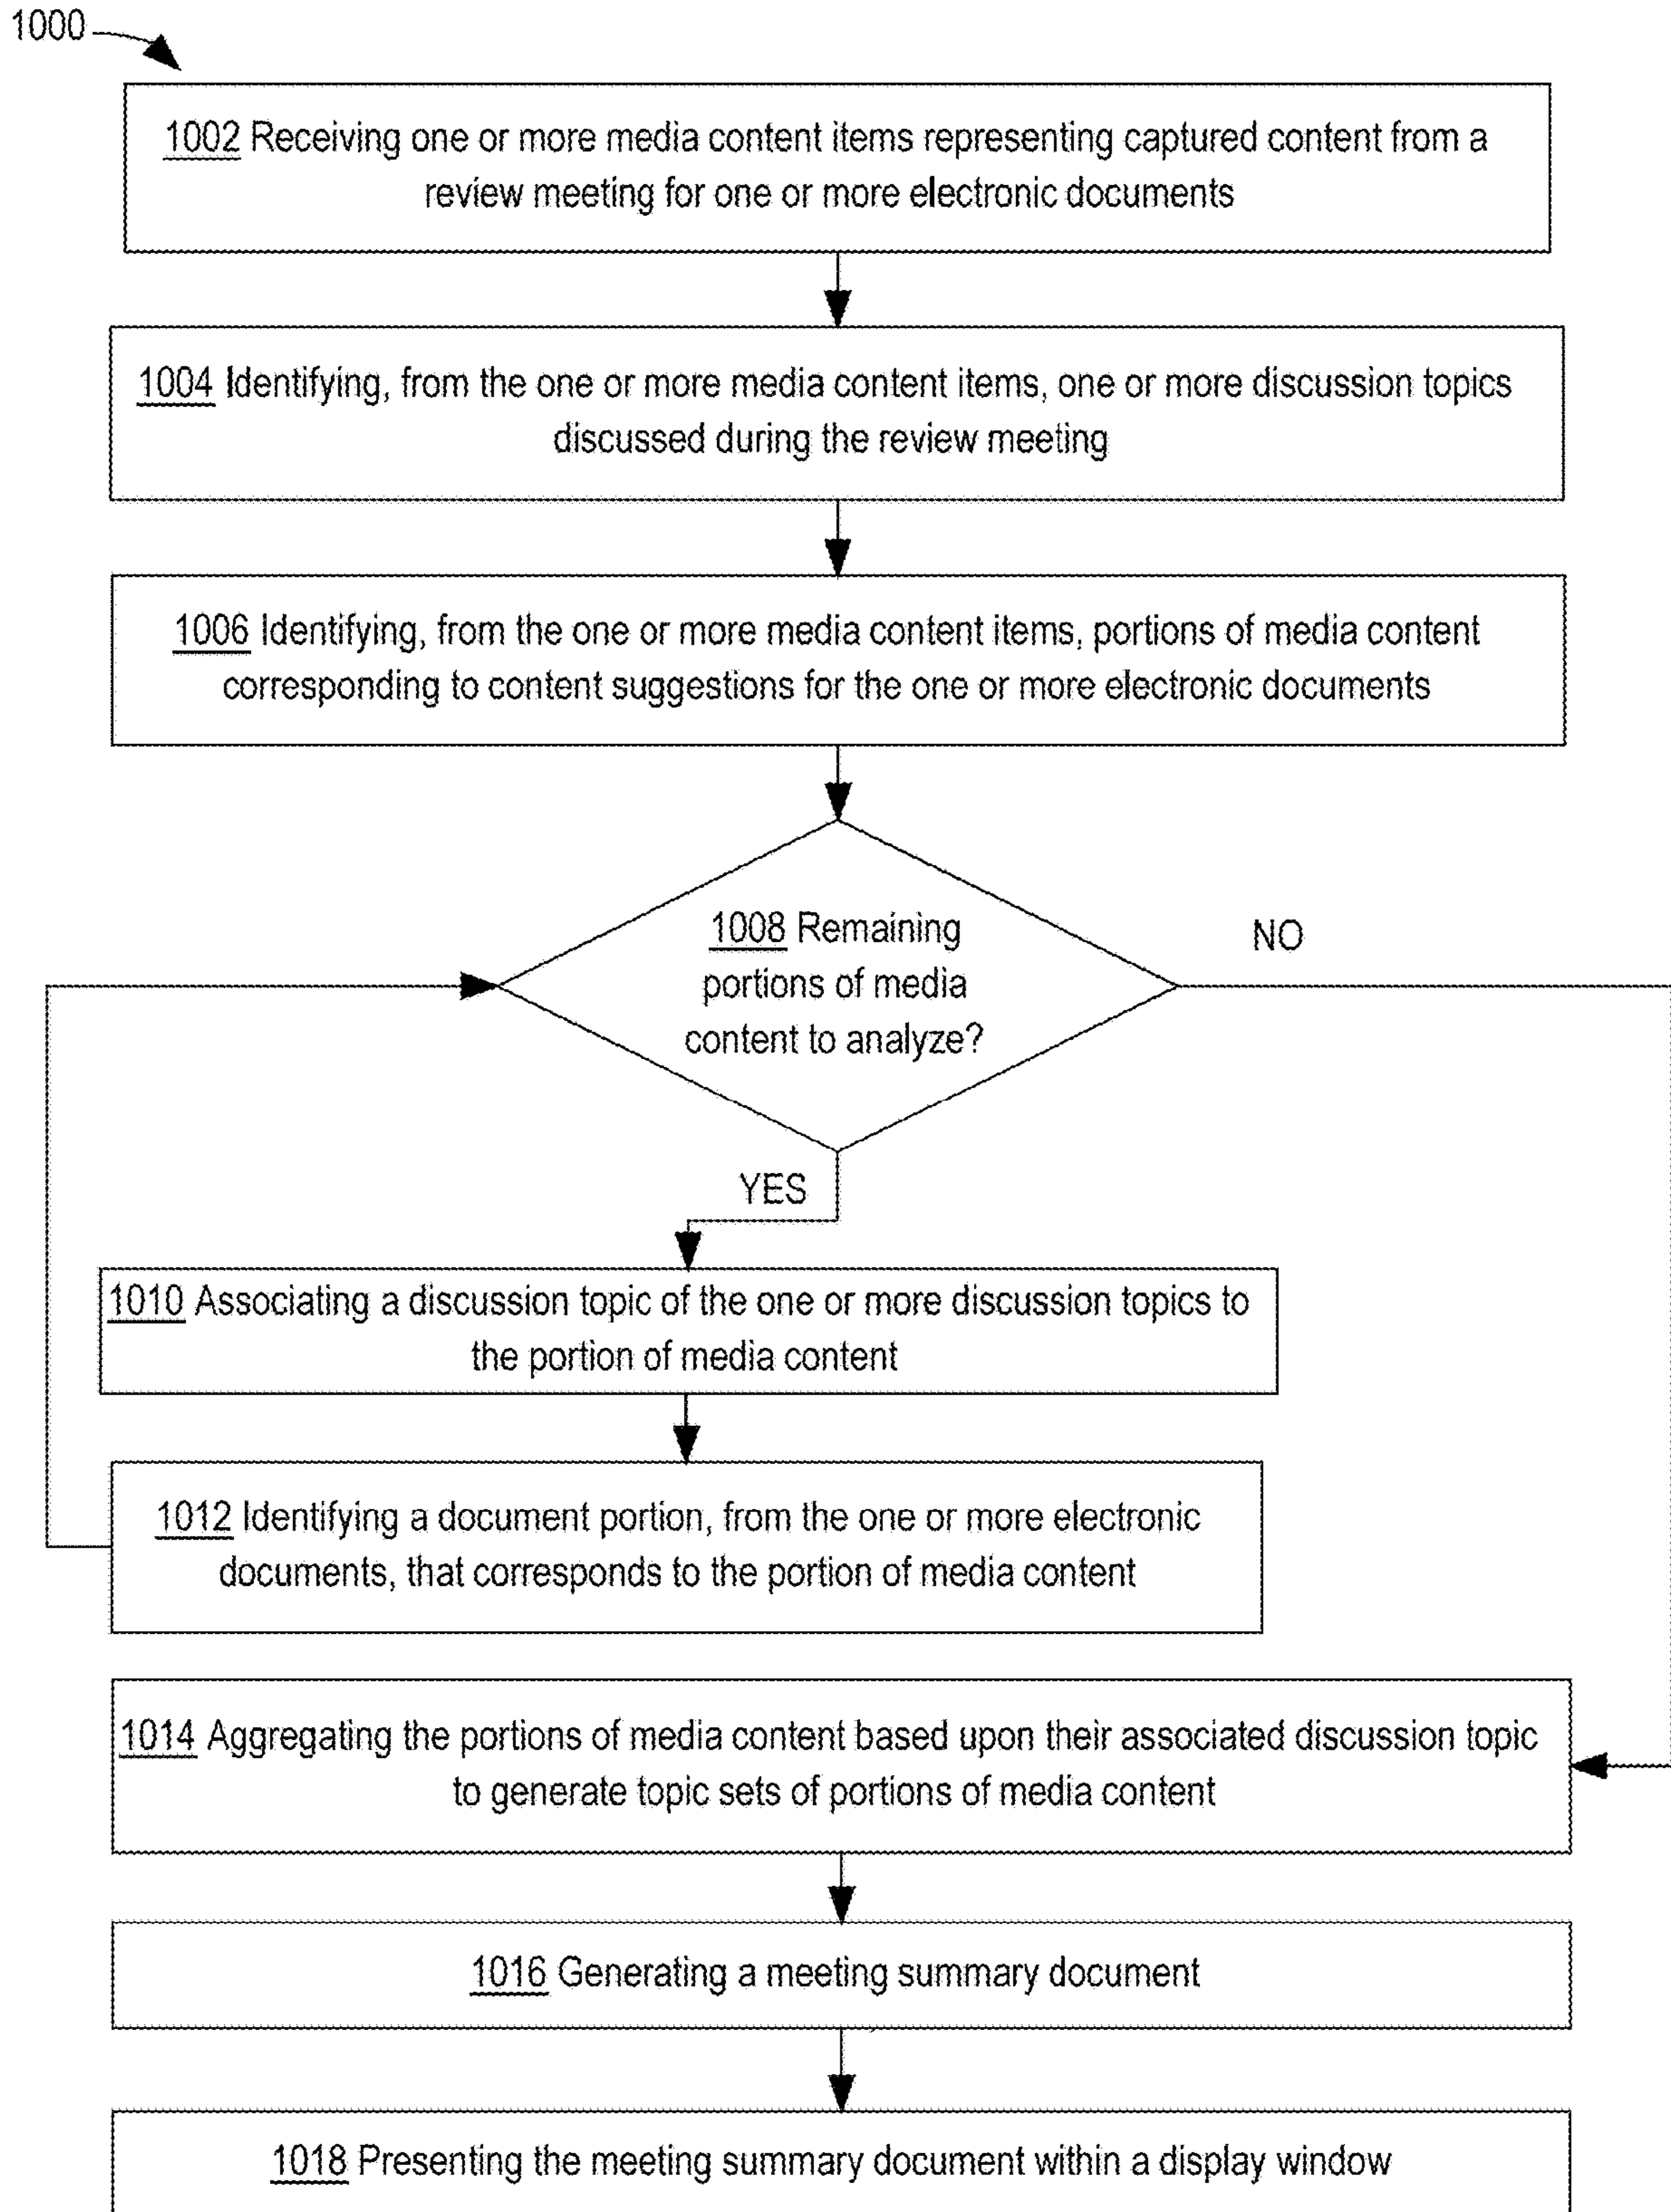 1000
1002 Receiving one or more media content items representing captured content from a
review meeting for one or more electronic documents
1004 Identifying, from the one or more media content items, one or more discussion topics
discussed during the review meeting
1006 Identifying, from the one or more media content items, portions of media content
corresponding to content suggestions for the one or more electronic documents
1008 Remaining
portions of media
content to analyze?
NO
YES
1010 Associating a discussion topic of the one or more discussion topics to
the portion of media content
1012 Identifying a document portion, from the one or more electronic
documents, that corresponds to the portion of media content
1014 Aggregating the portions of media content based upon their associated discussion topic
to generate topic sets of portions of media content
1016 Generating a meeting summary document
1018 Presenting the meeting summary document within a display window